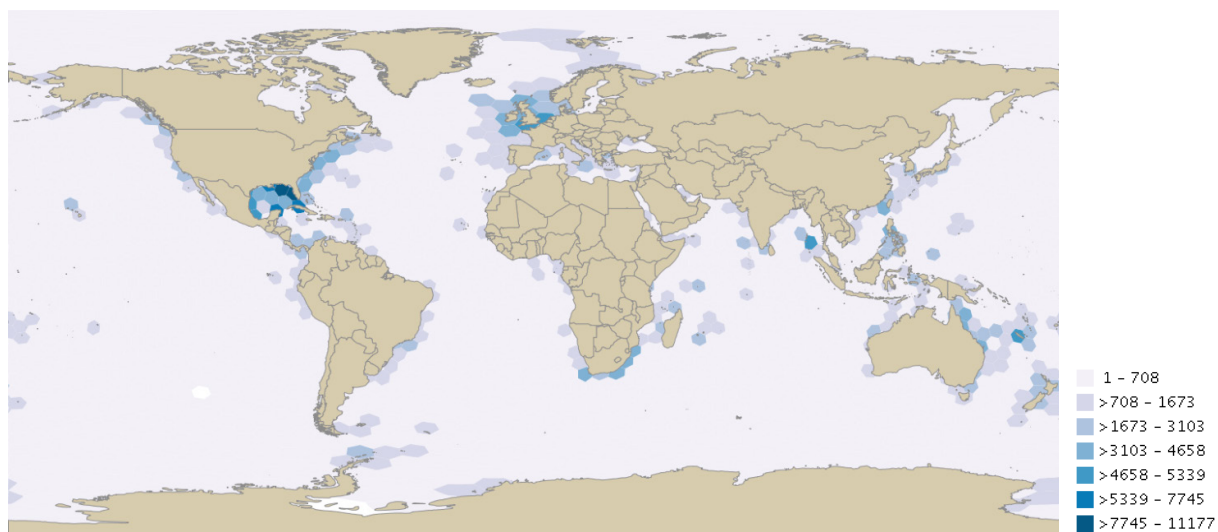 1 – 708
>708 – 1673
>1673 – 3103
>3103 – 4658
>4658 – 5339
>5339 – 7745
>7745 – 11177